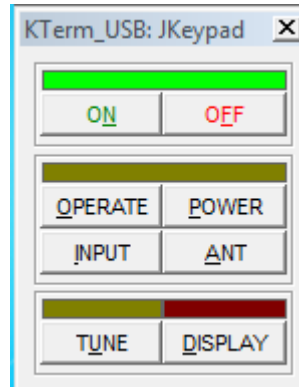 KTerm_USB: JKeypad
ON OFF
OPERATE POWER
INPUT ANT
TUNE DISPLAY